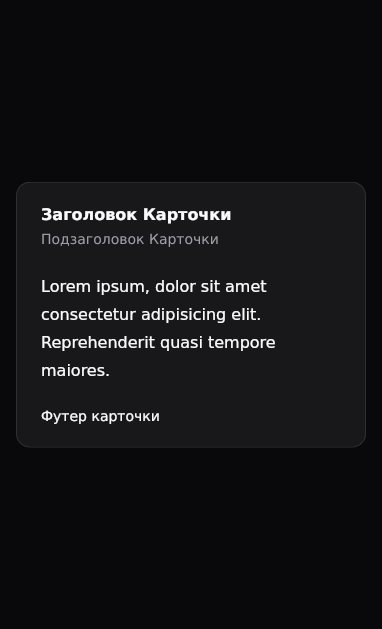 Заголовок Карточки
Подзаголовок Карточки
Lorem ipsum, dolor sit amet
consectetur adipisicing elit.
Reprehenderit quasi tempore
maiores.
Футер карточки